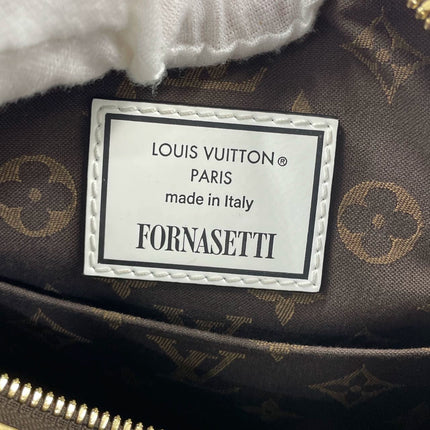 LOUIS VUITTON®
PARIS
made in Italy
FORNASETTI